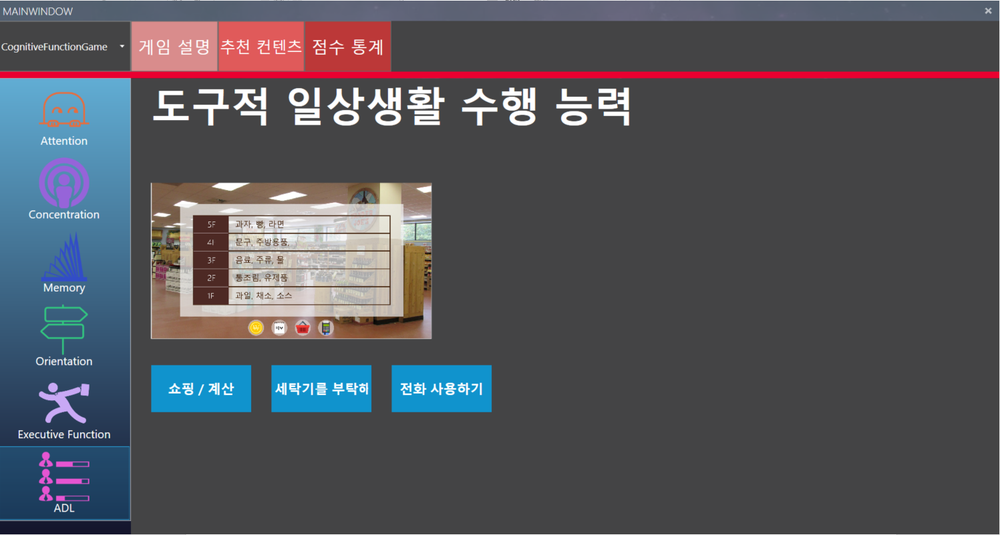 MAINWINDOW
CognitiveFunctionGame
게임 설명
추천 컨텐츠
점수 통계
Attention
Concentration
Memory
Orientation
Executive Function
ADL
도구적 일상생활 수행 능력
5F 과자, 빵, 라면
4F 문구, 주방용품,
3F 음료, 주류, 물
2F 통조림, 유제품
1F 과일, 채소, 소스
쇼핑 / 계산
세탁기를 부탁하
전화 사용하기